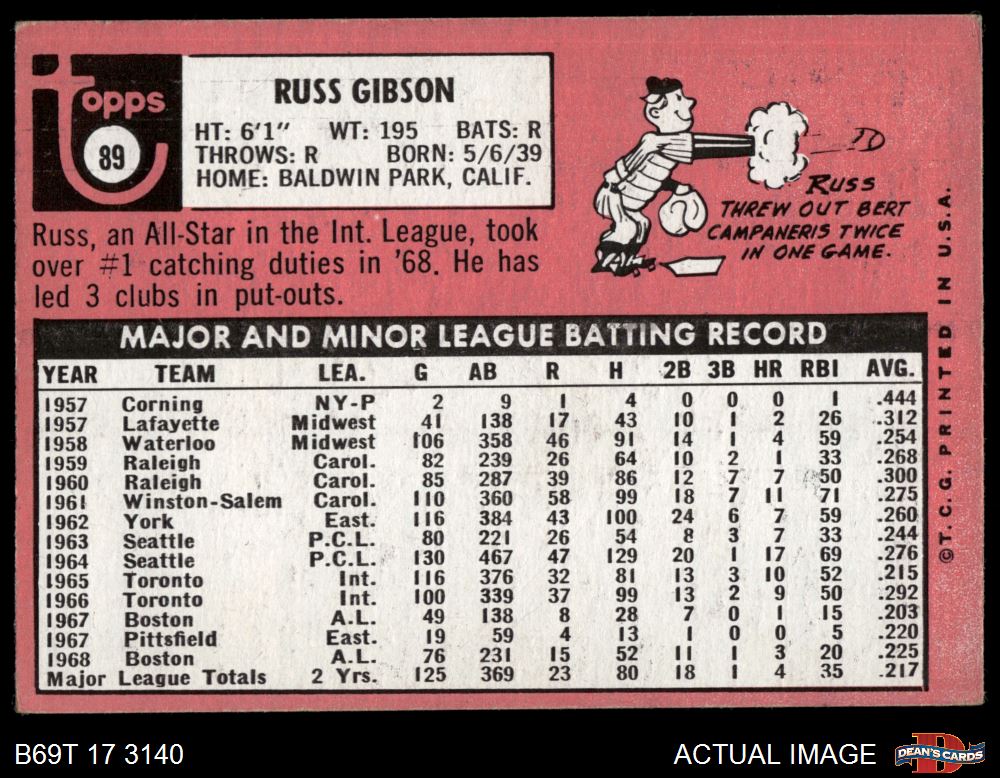 topps
89
RUSS GIBSON
HT: 6'1" WT: 195 BATS: R
THROWS: R BORN: 5/6/39
HOME: BALDWIN PARK, CALIF.
RUSS
THREW OUT BERT
CAMPANERIS TWICE
IN ONE GAME.
Russ, an All-Star in the Int. League, took
over #1 catching duties in '68. He has
led 3 clubs in put-outs.
MAJOR AND MINOR LEAGUE BATTING RECORD
YEAR TEAM LEA. G AB R H 2B 3B HR RBI AVG.
1957 Corning NY-P 2 9 1 4 0 0 0 1 .444
1957 Lafayette Midwest 41 138 17 43 10 1 2 26 .312
1958 Waterloo Midwest 106 358 46 91 14 1 4 59 .254
1959 Raleigh Carol. 82 239 26 64 10 2 1 33 .268
1960 Raleigh Carol. 85 287 39 86 12 7 7 50 .300
1961 Winston-Salem Carol. 110 360 58 99 18 7 11 71 .275
1962 York East. 116 384 43 100 24 6 7 59 .260
1963 Seattle P.C.L. 80 221 26 54 8 3 7 33 .244
1964 Seattle P.C.L. 130 467 47 129 20 1 17 69 .276
1965 Toronto Int. 116 376 32 81 13 3 10 52 .215
1966 Toronto Int. 100 339 37 99 13 2 9 50 .292
1967 Boston A.L. 49 138 8 28 7 0 1 15 .203
1967 Pittsfield East. 19 59 4 13 1 0 0 5 .220
1968 Boston A.L. 76 231 15 52 11 1 3 20 .225
Major League Totals 2 Yrs. 125 369 23 80 18 1 4 35 .217
©T.C.G. PRINTED IN U.S.A.
B69T 17 3140
ACTUAL IMAGE
DEAN'S CARDS